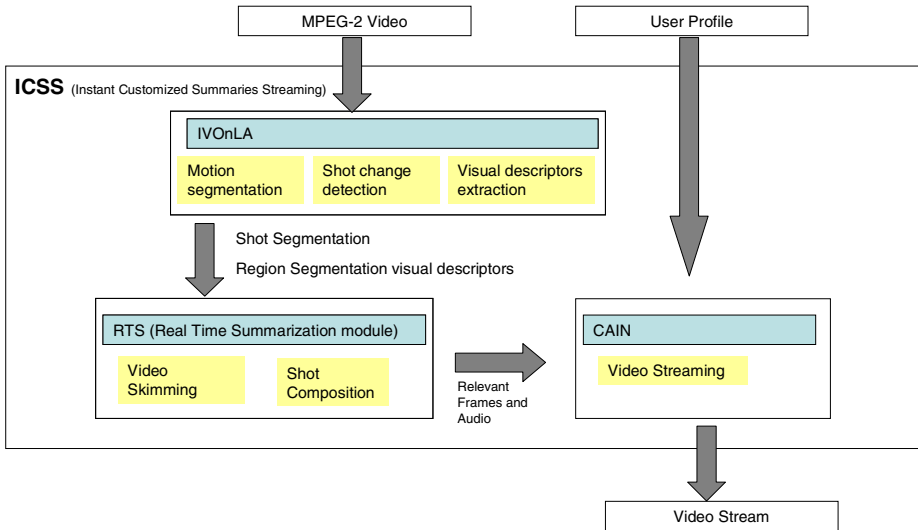 MPEG-2 Video
User Profile
ICSS (Instant Customized Summaries Streaming)
IVOnLA
Motion
segmentation
Shot change
detection
Visual descriptors
extraction
Shot Segmentation
Region Segmentation visual descriptors
RTS (Real Time Summarization module)
Video
Skimming
Shot
Composition
Relevant
Frames and
Audio
CAIN
Video Streaming
Video Stream